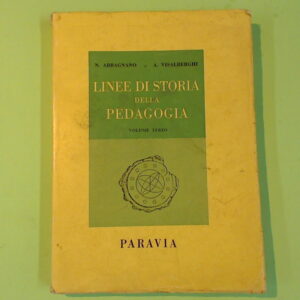 N. ABBAGNANO - A. VISALBERGHI
LINEE DI STORIA
DELLA
PEDAGOGIA
VOLUME TERZO
PARAVIA